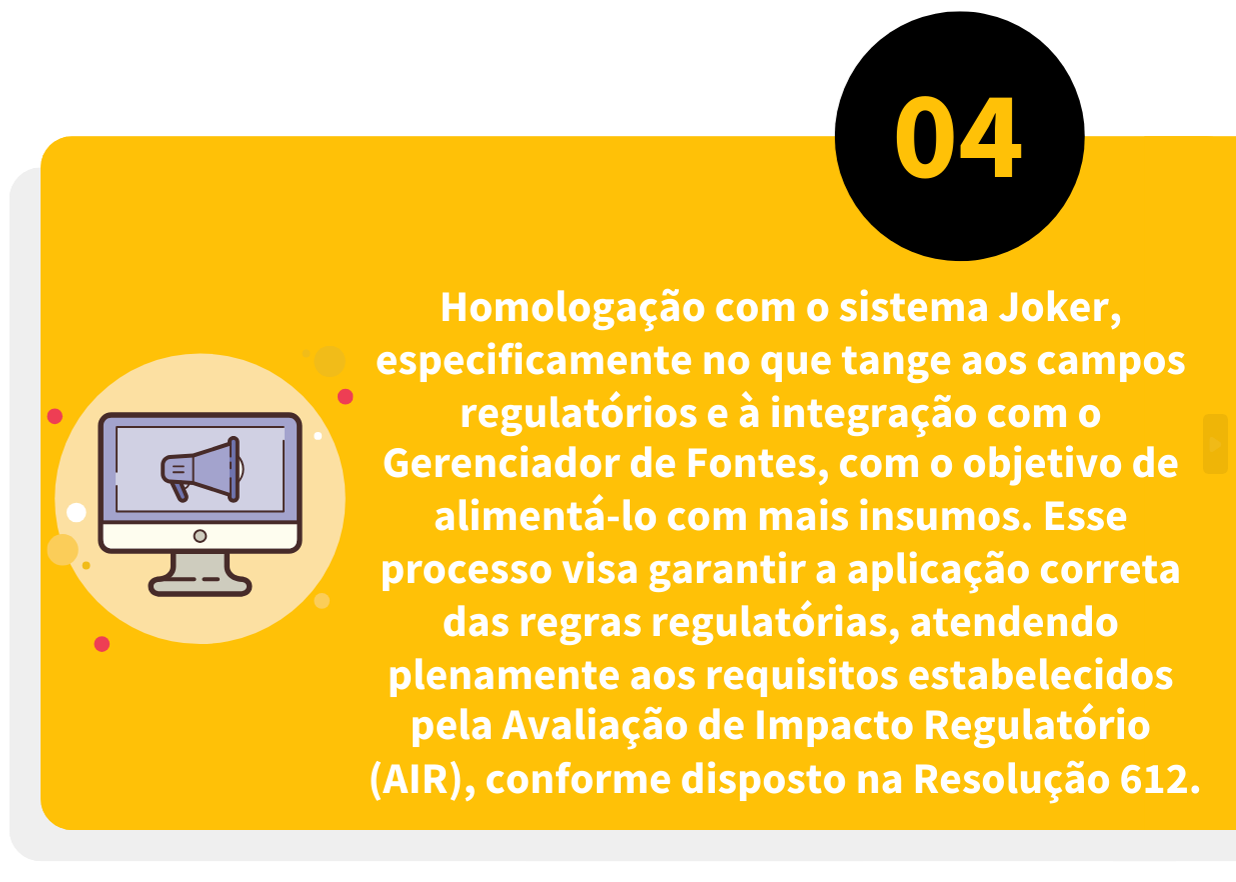 04
Homologação com o sistema Joker,
especificamente no que tange aos campos
regulatórios e à integração com o
Gerenciador de Fontes, com o objetivo de
alimentá-lo com mais insumos. Esse
processo visa garantir a aplicação correta
das regras regulatórias, atendendo
plenamente aos requisitos estabelecidos
pela Avaliação de Impacto Regulatório
(AIR), conforme disposto na Resolução 612.